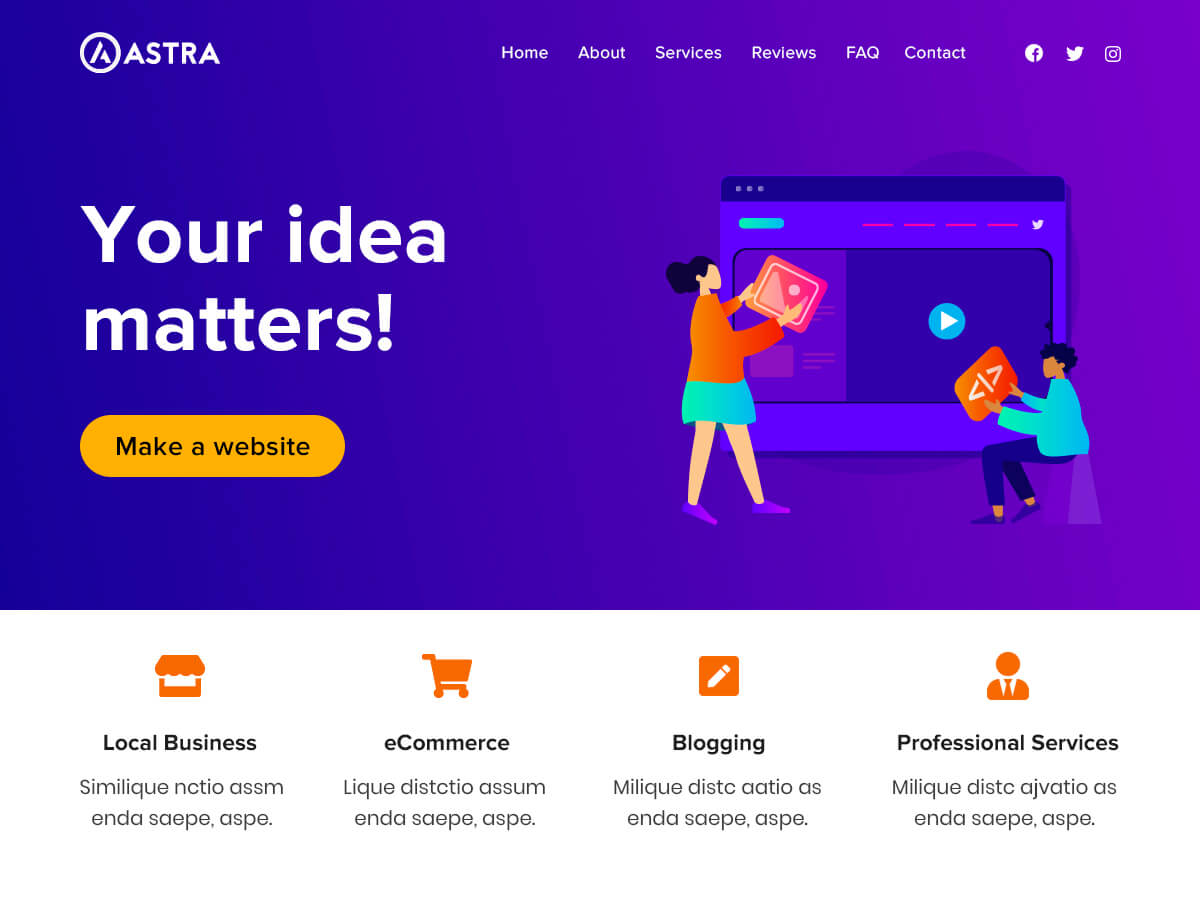 ASTRA
Home About Services Reviews FAQ Contact
Your idea
matters!
Make a website
</>
Local Business
Similique nctio assm
enda saepe, aspe.
eCommerce
Lique distctio assum
enda saepe, aspe.
Blogging
Milique distc aatio as
enda saepe, aspe.
Professional Services
Milique distc ajvatio as
enda saepe, aspe.